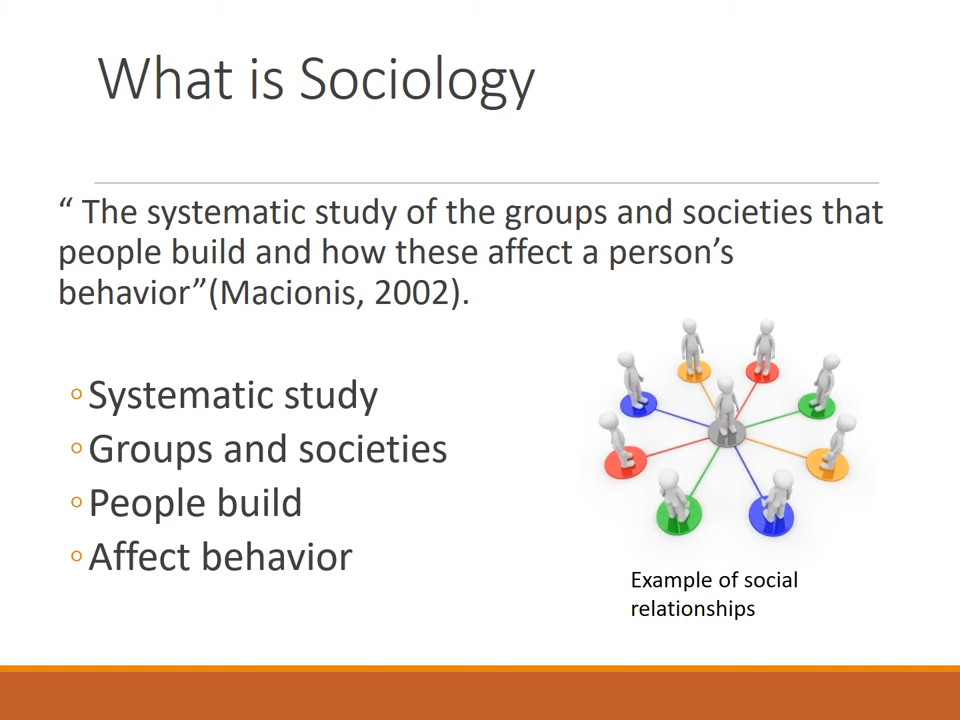 What is Sociology
“ The systematic study of the groups and societies that
people build and how these affect a person’s
behavior”(Macionis, 2002).
◦Systematic study
◦Groups and societies
◦People build
◦Affect behavior
Example of social
relationships